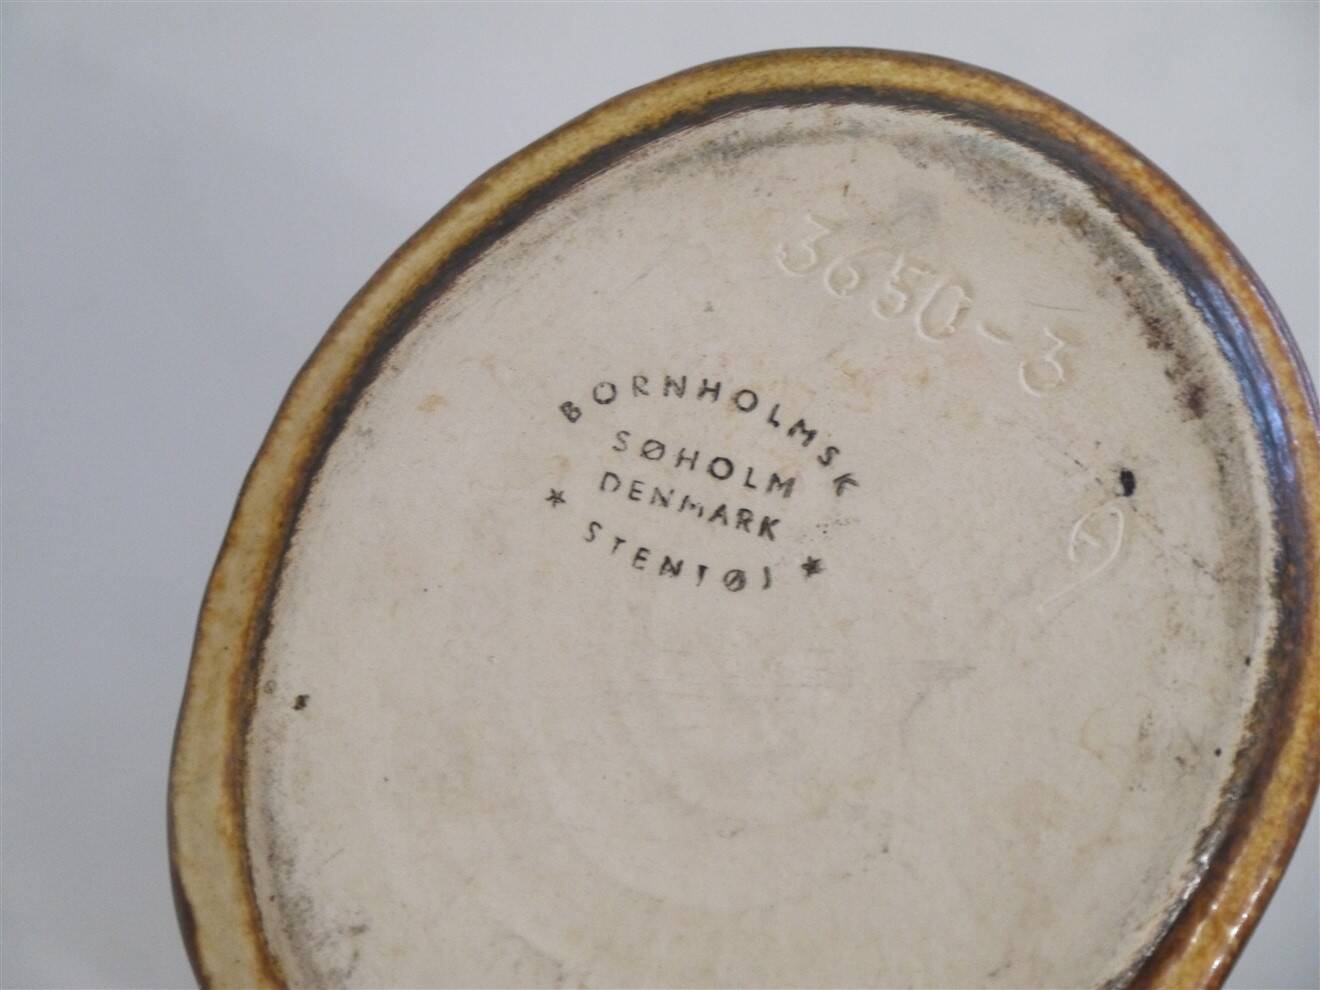 3650-3
BORNHOLMSK
SØHOLM
DENMARK
* STENTØJ *